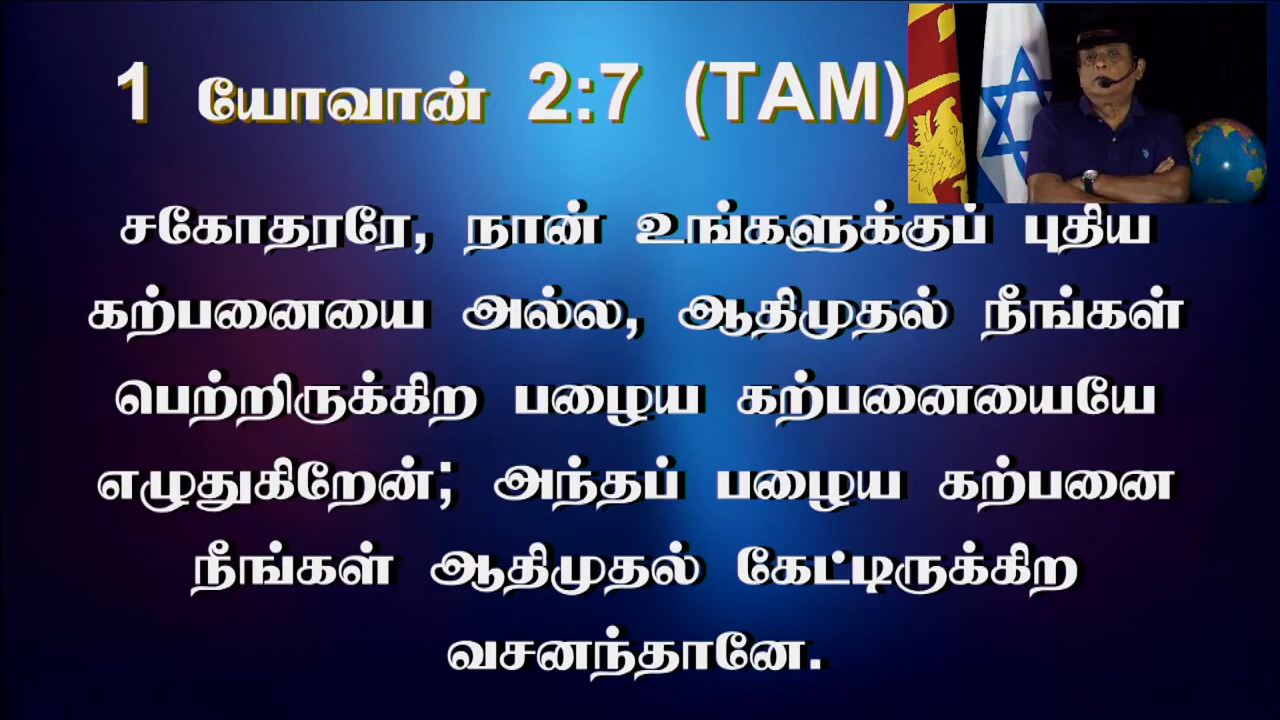 1 யோவான் 2:7 (TAM)
சகோதரரே, நான் உங்களுக்குப் புதிய
கற்பனையை அல்ல, ஆதிமுதல் நீங்கள்
பெற்றிருக்கிற பழைய கற்பனையையே
எழுதுகிறேன்; அந்தப் பழைய கற்பனை
நீங்கள் ஆதிமுதல் கேட்டிருக்கிற
வசனந்தானே.